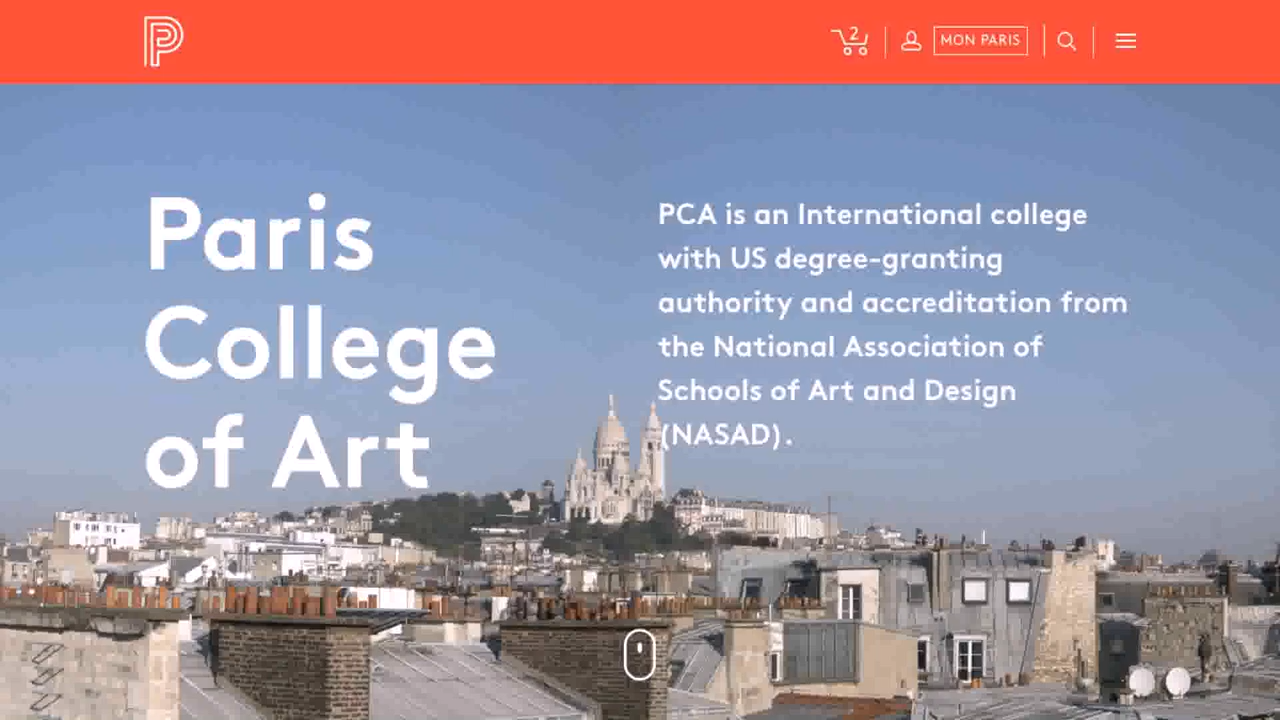 P
2
MON PARIS
Paris
College
of Art
PCA is an International college
with US degree-granting
authority and accreditation from
the National Association of
Schools of Art and Design
(NASAD).